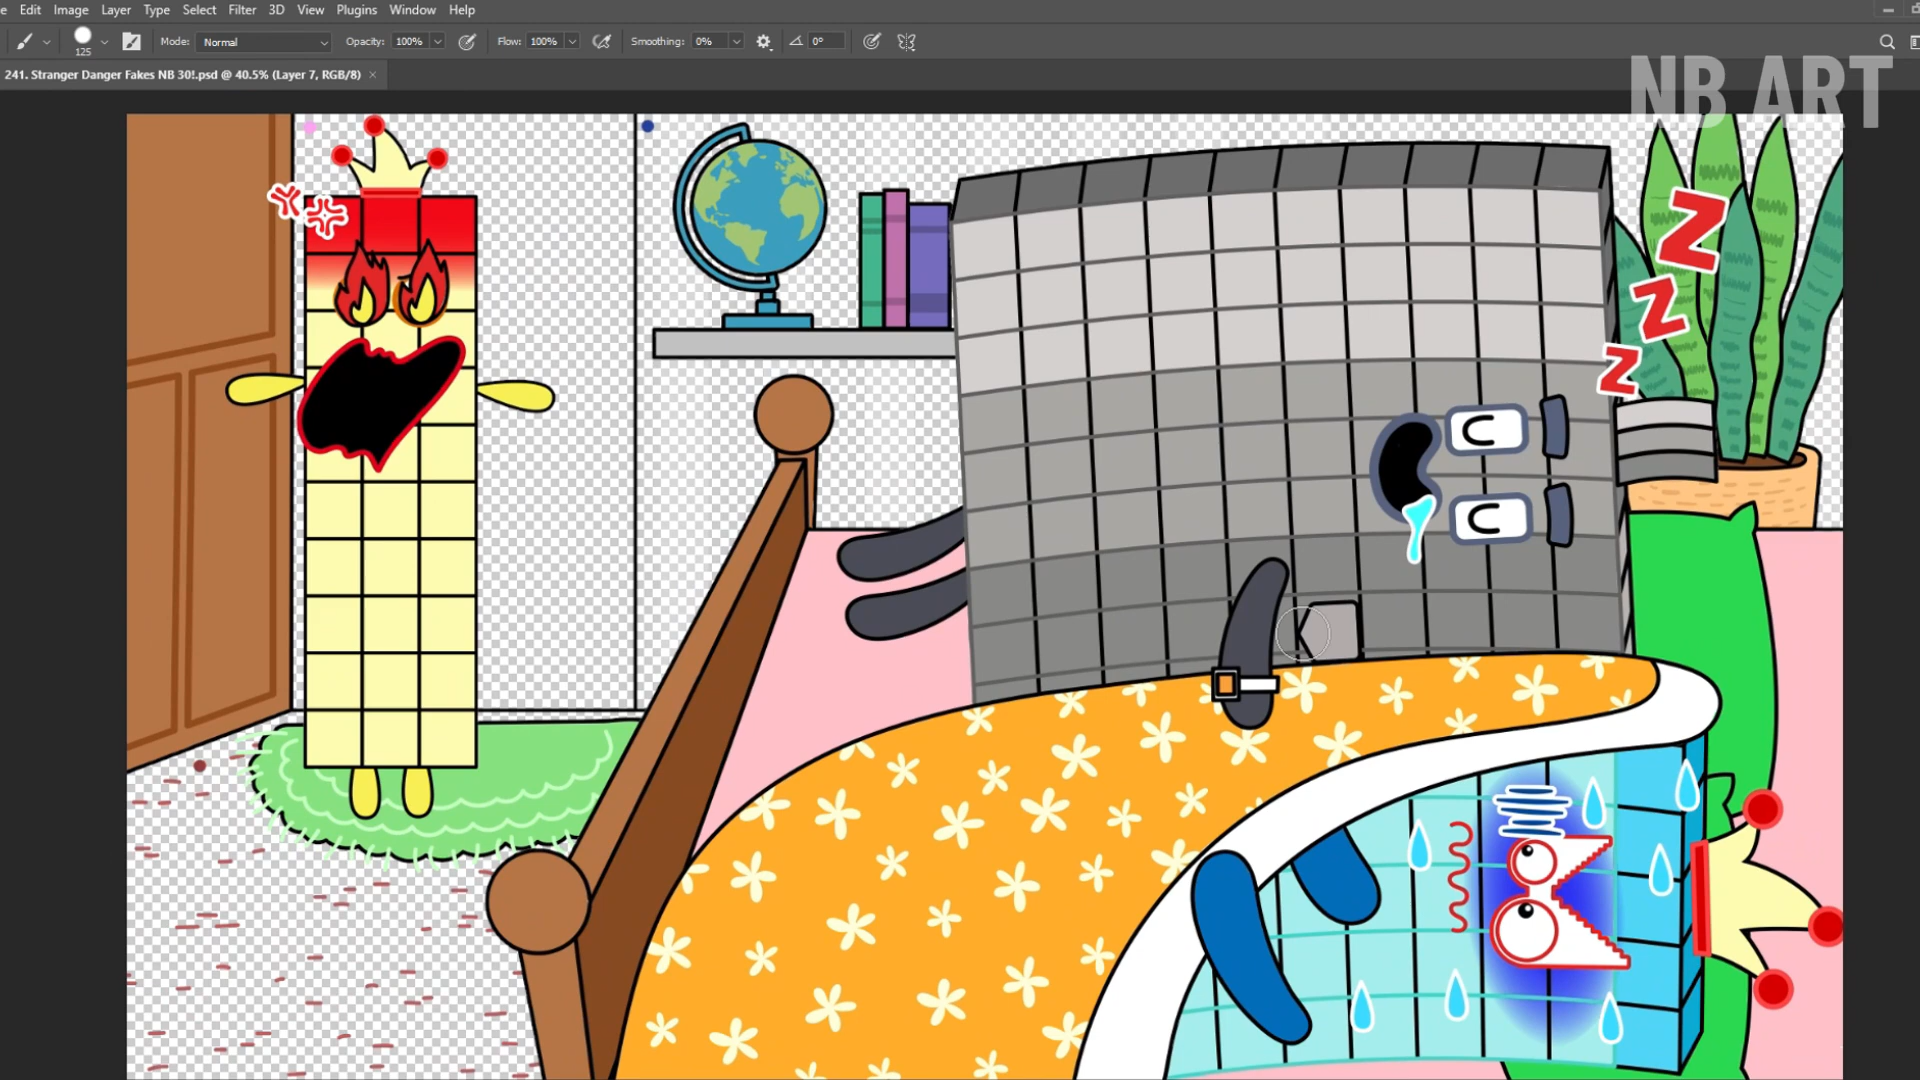 Edit Image Layer Type Select Filter 3D View Plugins Window Help
125 Mode: Normal Opacity: 100% Flow: 100% Smoothing: 0% 0°
241. Stranger Danger Fakes NB 30!.psd @ 40.5% (Layer 7, RGB/8) ×
NB ART
Z
Z
Z